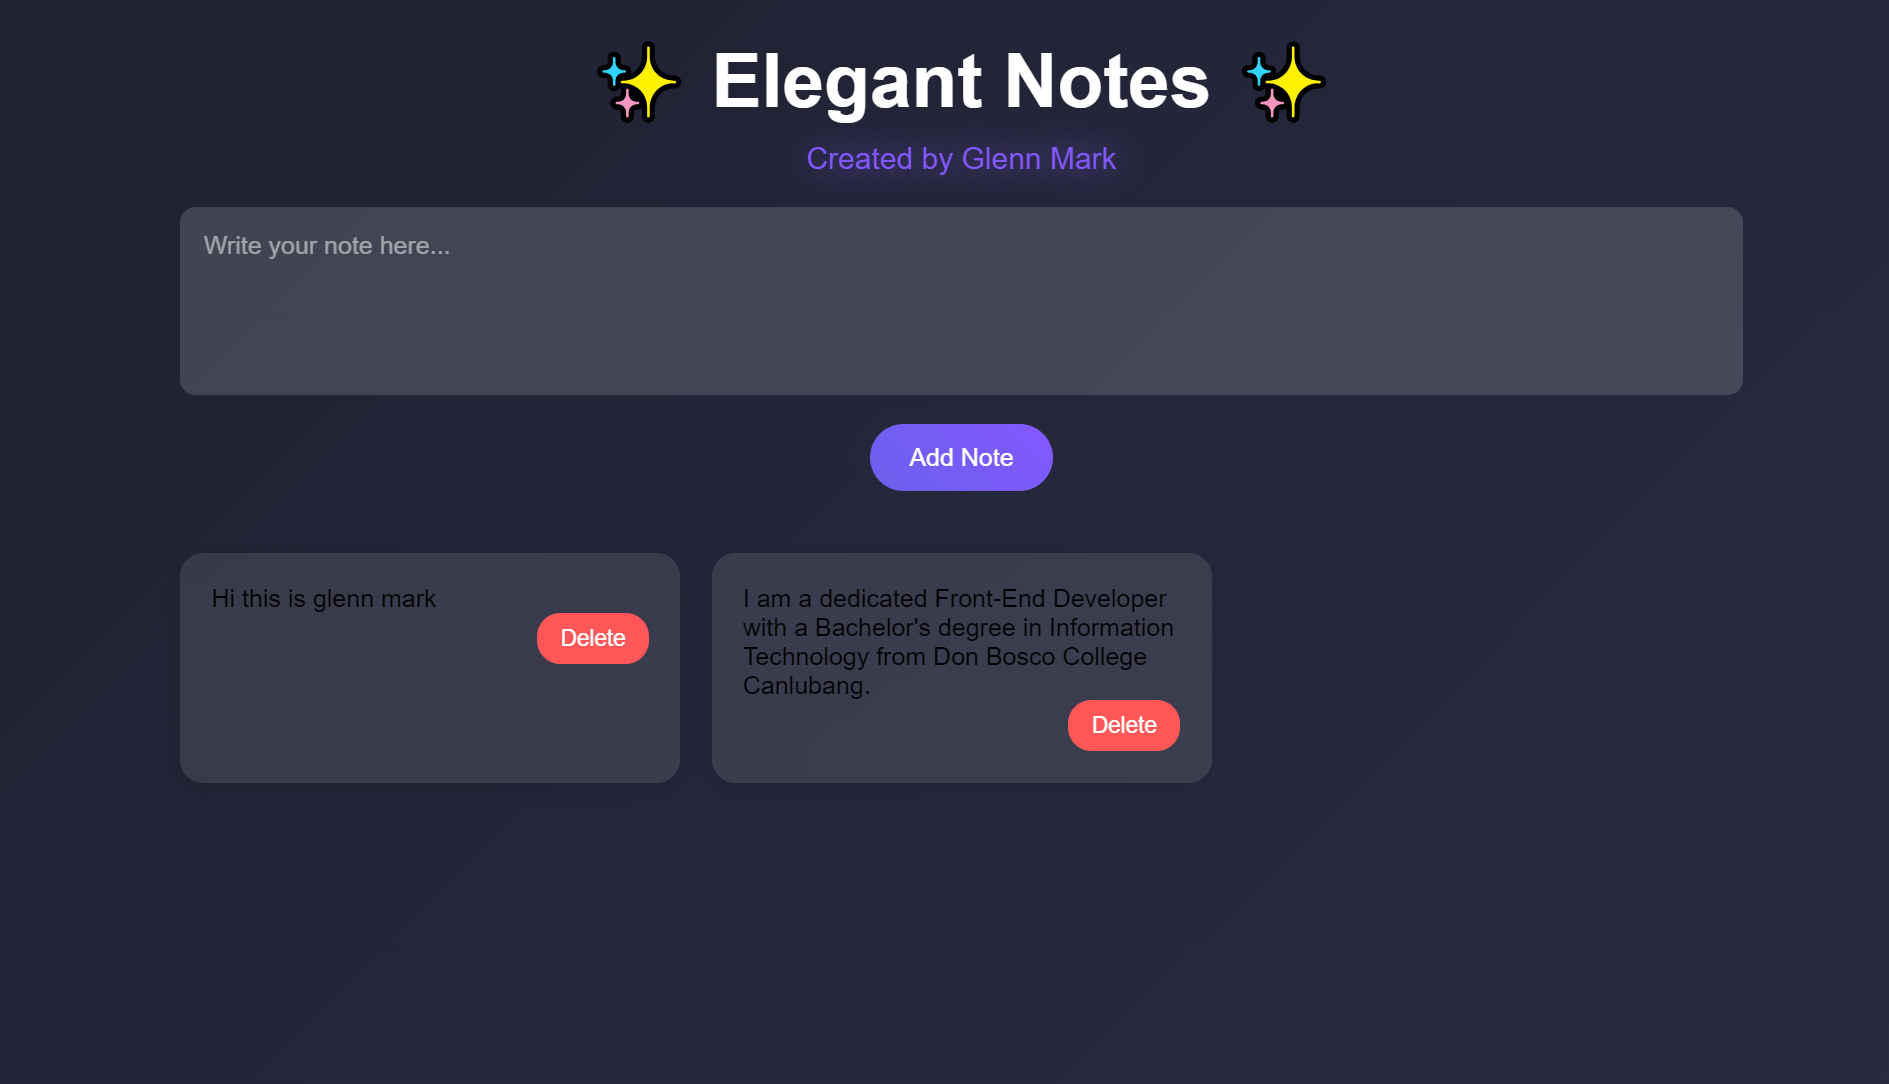 ✨ Elegant Notes ✨
Created by Glenn Mark
Write your note here...
Add Note
Hi this is glenn mark
Delete
I am a dedicated Front-End Developer
with a Bachelor's degree in Information
Technology from Don Bosco College
Canlubang.
Delete